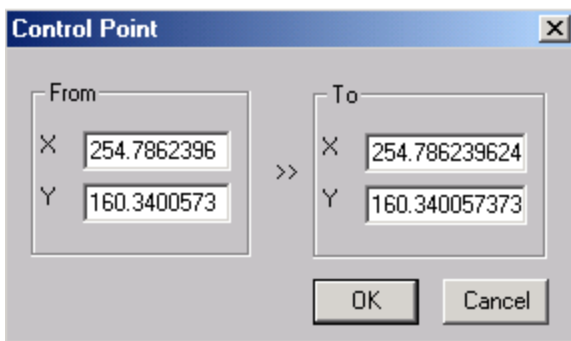 Control Point
From
X 254.7862396
Y 160.3400573
>>
To
X 254.786239624
Y 160.340057373
OK Cancel